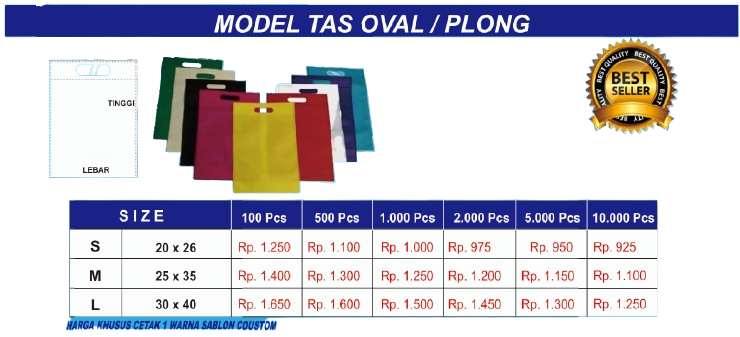 MODEL TAS OVAL / PLONG
BEST QUALITY
BEST QUALITY
BEST
SELLER
TINGGI
LEBAR
SIZE 100 Pcs 500 Pcs 1.000 Pcs 2.000 Pcs 5.000 Pcs 10.000 Pcs
S 20 x 26 Rp. 1.250 Rp. 1.100 Rp. 1.000 Rp. 975 Rp. 950 Rp. 925
M 25 x 35 Rp. 1.400 Rp. 1.300 Rp. 1.250 Rp. 1.200 Rp. 1.150 Rp. 1.100
L 30 x 40 Rp. 1.650 Rp. 1.600 Rp. 1.500 Rp. 1.450 Rp. 1.300 Rp. 1.250
HARGA KHUSUS CETAK 1 WARNA SABLON COUSTOM